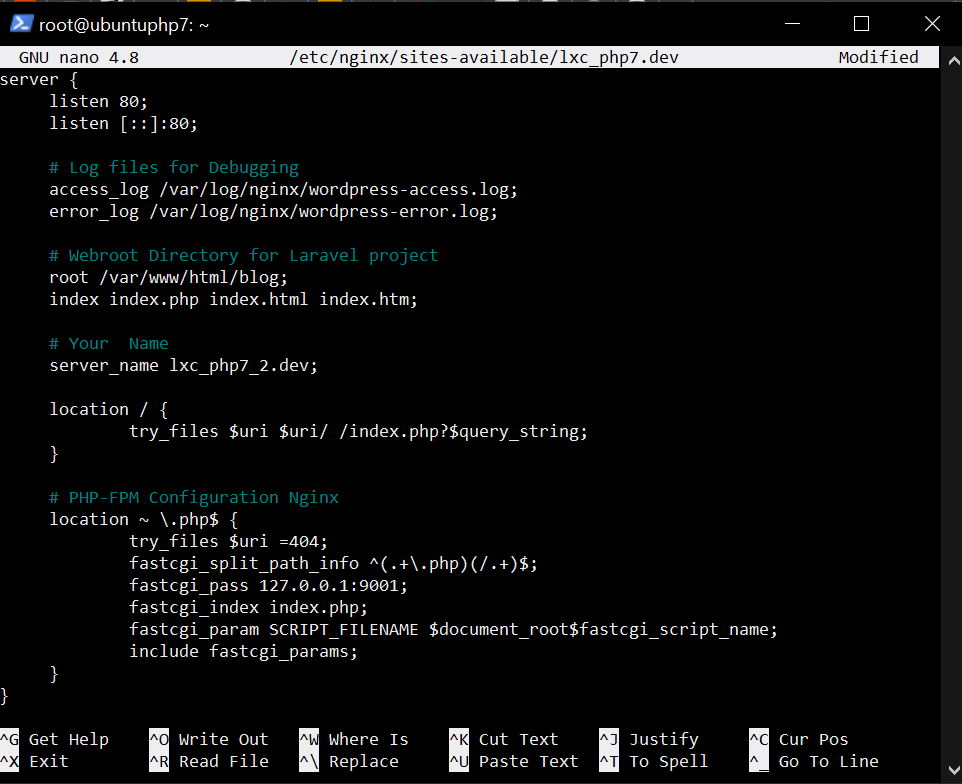 root@ubuntuphp7: ~
GNU nano 4.8 /etc/nginx/sites-available/lxc_php7.dev Modified
server {
listen 80;
listen [::]:80;
# Log files for Debugging
access_log /var/log/nginx/wordpress-access.log;
error_log /var/log/nginx/wordpress-error.log;
# Webroot Directory for Laravel project
root /var/www/html/blog;
index index.php index.html index.htm;
# Your  Name
server_name lxc_php7_2.dev;
location / {
try_files $uri $uri/ /index.php?$query_string;
}
# PHP-FPM Configuration Nginx
location ~ \.php$ {
try_files $uri =404;
fastcgi_split_path_info ^(.+\.php)(/.+)$;
fastcgi_pass 127.0.0.1:9001;
fastcgi_index index.php;
fastcgi_param SCRIPT_FILENAME $document_root$fastcgi_script_name;
include fastcgi_params;
}
}
^G Get Help ^O Write Out ^W Where Is ^K Cut Text ^J Justify ^C Cur Pos
^X Exit ^R Read File ^\ Replace ^U Paste Text ^T To Spell ^_ Go To Line